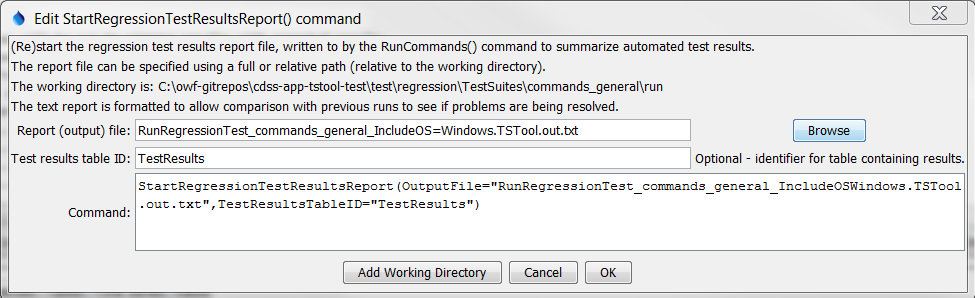 Edit StartRegressionTestResultsReport() command
(Re)start the regression test results report file, written to by the RunCommands() command to summarize automated test results.
The report file can be specified using a full or relative path (relative to the working directory).
The working directory is: C:\owf-gitrepos\cdss-app-tstool-test\test\regression\TestSuites\commands_general\run
The text report is formatted to allow comparison with previous runs to see if problems are being resolved.
Report (output) file: RunRegressionTest_commands_general_IncludeOS=Windows.TSTool.out.txt Browse
Test results table ID: TestResults Optional - identifier for table containing results.
StartRegressionTestResultsReport(OutputFile="RunRegressionTest_commands_general_IncludeOSWindows.TSTool
Command: .out.txt",TestResultsTableID="TestResults")
Add Working Directory Cancel OK